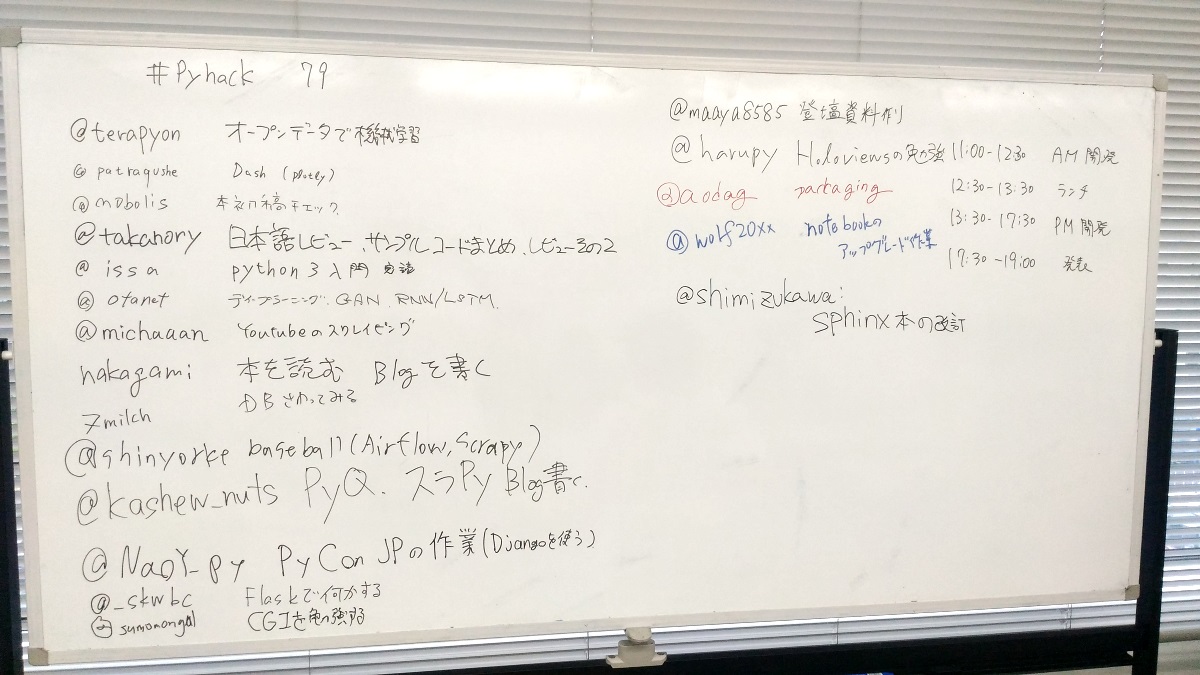 #Pyhack 79
@terapyon オープンデータで機械学習
@patraqushe Dash (plotly)
@mobolis 本初稿チェック
@takanory 日本語レビュー、サンプルコードまとめ、レビューその2
@issa python3入門
@otanet ディープラーニング、GAN、RNN/LSTM
@michaaan Youtubeのスクレイピング
nakagami 本を読む Blogを書く
7milch DBさわってみる
@shinyorke baseball(Airflow,Scrapy)
@kashew_nuts PyQ. スラPy Blog書く.
@NaoY_py PyCon JPの作業(Djangoを使う)
@_skwbc Flaskで何かする
@sumomongal CGIを勉強する
@maaya8585 登壇資料作り
@harupy Holoviewsの勉強
@aodag packaging
@wolf20xx notebookの
アップグレード作業
@shimizukawa:
sphinx本の改訂
11:00-12:30 AM開発
12:30-13:30 ランチ
13:30-17:30 PM開発
17:30-19:00 発表